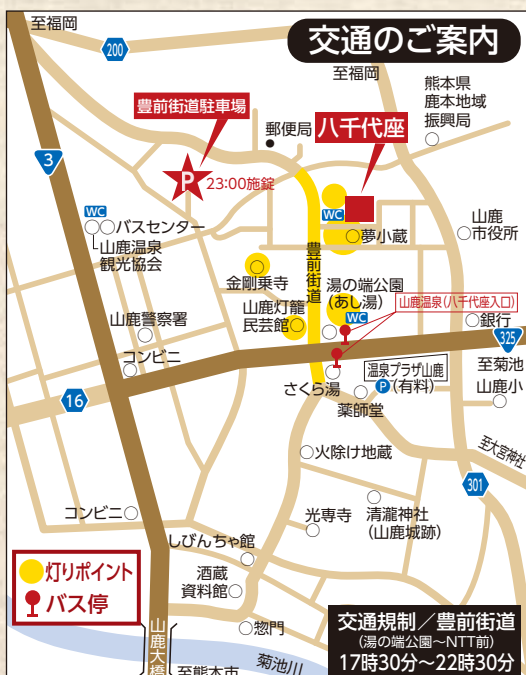 交通のご案内
至福岡
200
至福岡
熊本県
鹿本地域
振興局
豊前街道駐車場
郵便局
八千代座
3
P
23:00施錠
WC
WC
バスセンター
山鹿温泉
観光協会
夢小蔵
山鹿
市役所
豊前街道
金剛乗寺
湯の端公園
(あし湯)
WC
山鹿温泉(八千代座入口)
山鹿灯籠
民芸館
山鹿警察署
銀行
325
コンビニ
至菊池
温泉プラザ山鹿
P(有料)
さくら湯
山鹿小
16
薬師堂
至大宮神社
火除け地蔵
301
コンビニ
光専寺
清瀧神社
(山鹿城跡)
しびんちゃ館
灯りポイント
バス停
酒蔵
資料館
惣門
山鹿大橋
至熊本市
菊池川
交通規制/豊前街道
(湯の端公園~NTT前)
17時30分~22時30分